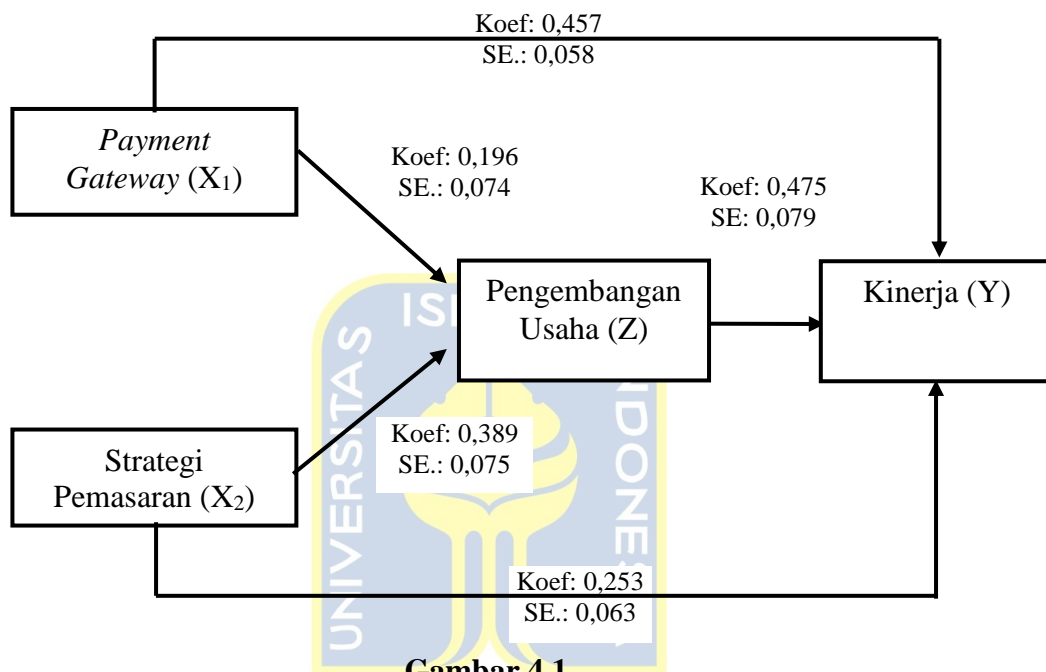 Koef: 0,457
SE.: 0,058
Payment
Gateway (X₁)
Koef: 0,196
SE.: 0,074
Koef: 0,475
SE: 0,079
Pengembangan
Usaha (Z)
Kinerja (Y)
Koef: 0,389
SE.: 0,075
Strategi
Pemasaran (X₂)
Koef: 0,253
SE.: 0,063
UNIVERSITAS
Gambar 4.1